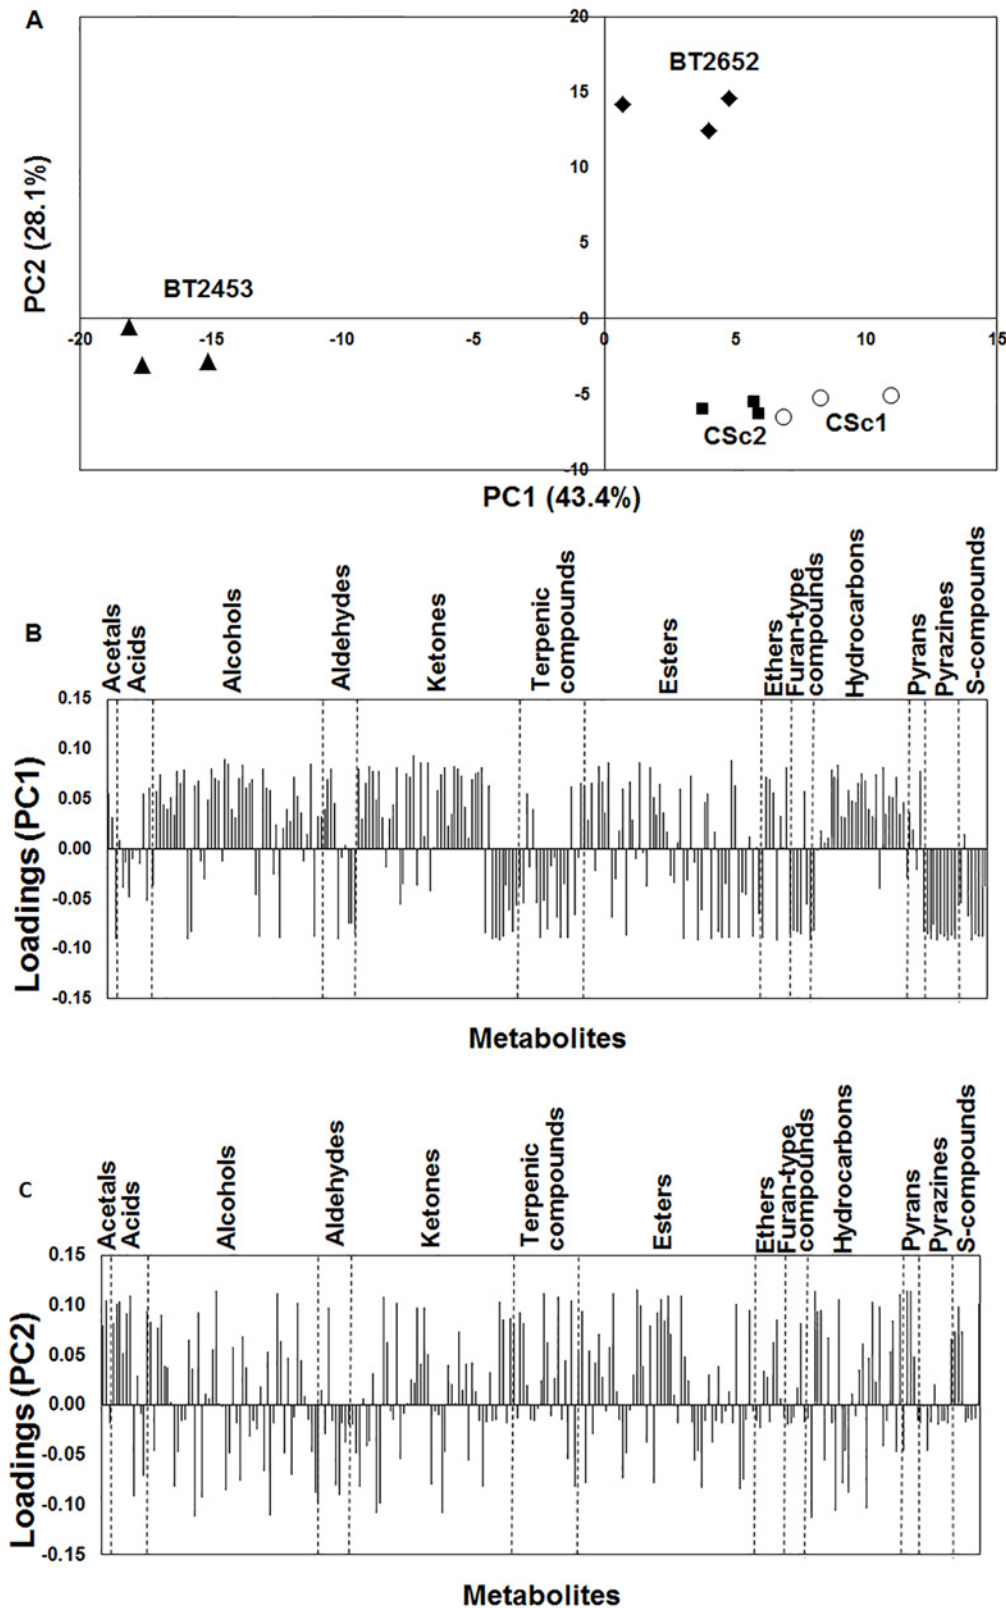 A
20
BT2652
15
10
PC2 (28.1%)
5
BT2453
0
-20
-15
-10
-5
0
5
10
15
-5
CSc2
CSc1
-10
PC1 (43.4%)
B
Acetals
Acids
Alcohols
Aldehydes
Ketones
Terpenic
compounds
Esters
Ethers
Furan-type
compounds
Hydrocarbons
Pyrans
Pyrazines
S-compounds
Loadings (PC1)
0.15
0.10
0.05
0.00
-0.05
-0.10
-0.15
Metabolites
C
Acetals
Acids
Alcohols
Aldehydes
Ketones
Terpenic
compounds
Esters
Ethers
Furan-type
compounds
Hydrocarbons
Pyrans
Pyrazines
S-compounds
Loadings (PC2)
0.15
0.10
0.05
0.00
-0.05
-0.10
-0.15
Metabolites